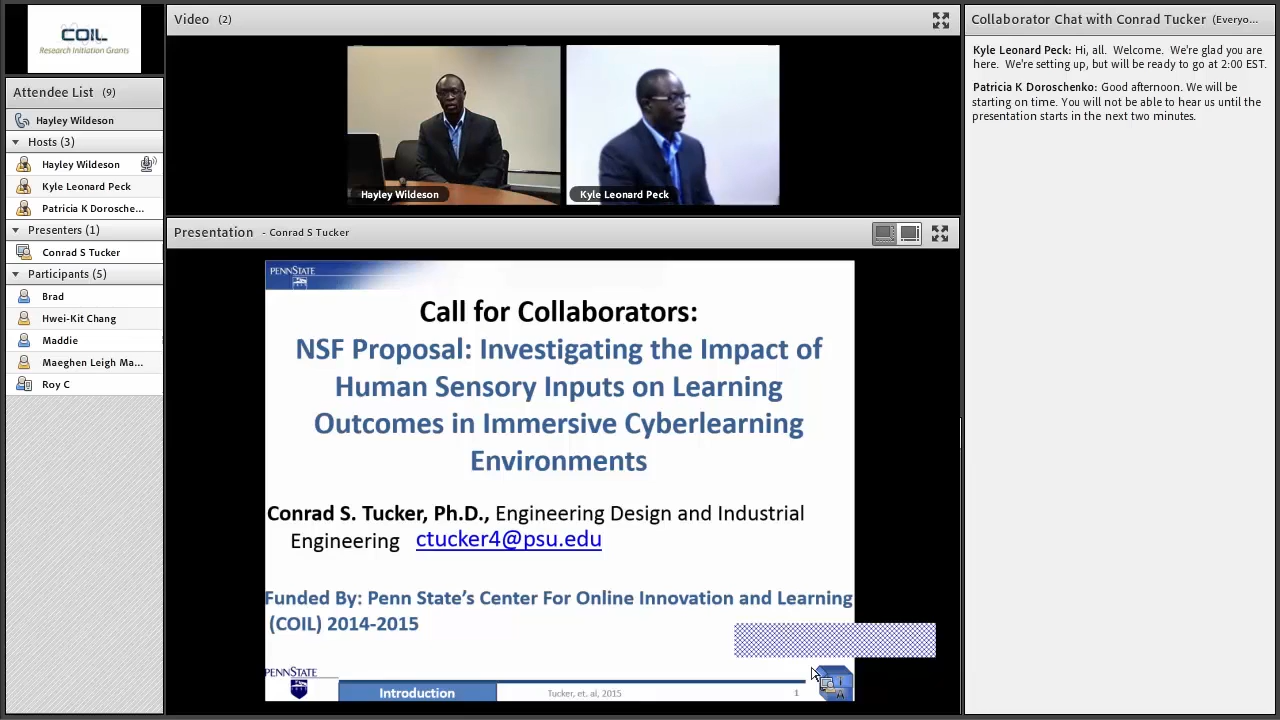 COIL
Research Initiation Grants
Attendee List (9)
Hayley Wildeson
Hosts (3)
Hayley Wildeson
Kyle Leonard Peck
Patricia K Dorosche...
Presenters (1)
Conrad S Tucker
Participants (5)
Brad
Hwei-Kit Chang
Maddie
Maeghen Leigh Ma...
Roy C
Video (2)
Hayley Wildeson
Kyle Leonard Peck
Presentation - Conrad S Tucker
PENNSTATE
Call for Collaborators:
NSF Proposal: Investigating the Impact of
Human Sensory Inputs on Learning
Outcomes in Immersive Cyberlearning
Environments
Conrad S. Tucker, Ph.D., Engineering Design and Industrial
Engineering ctucker4@psu.edu
Funded By: Penn State’s Center For Online Innovation and Learning
(COIL) 2014-2015
PENNSTATE
Introduction
Tucker, et. al, 2015
1
Collaborator Chat with Conrad Tucker (Everyo...
Kyle Leonard Peck: Hi, all. Welcome. We're glad you are
here. We're setting up, but will be ready to go at 2:00 EST.
Patricia K Doroschenko: Good afternoon. We will be
starting on time. You will not be able to hear us until the
presentation starts in the next two minutes.